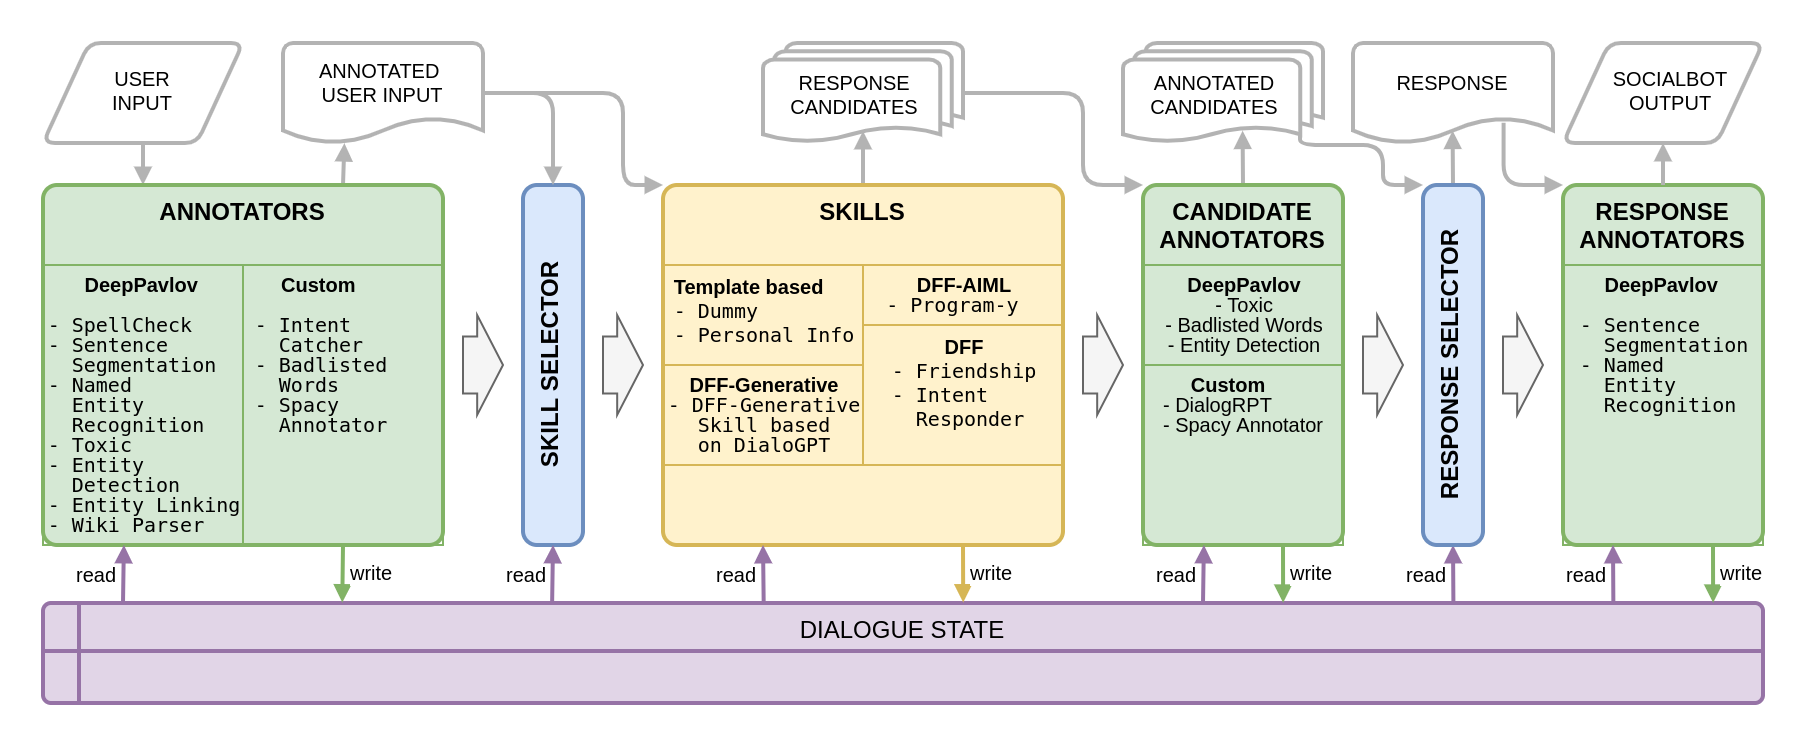 USER
INPUT
ANNOTATED
USER INPUT
RESPONSE
CANDIDATES
ANNOTATED
CANDIDATES
RESPONSE
SOCIALBOT
OUTPUT
ANNOTATORS
DeepPavlov
- SpellCheck
- Sentence
Segmentation
- Named
Entity
Recognition
- Toxic
- Entity
Detection
- Entity Linking
- Wiki Parser
Custom
- Intent
Catcher
- Badlisted
Words
- Spacy
Annotator
SKILL SELECTOR
SKILLS
Template based
- Dummy
- Personal Info
DFF-Generative
- DFF-Generative
Skill based
on DialoGPT
DFF-AIML
- Program-y
DFF
- Friendship
- Intent
Responder
CANDIDATE
ANNOTATORS
DeepPavlov
- Toxic
- Badlisted Words
- Entity Detection
Custom
- DialogRPT
- Spacy Annotator
RESPONSE SELECTOR
RESPONSE
ANNOTATORS
DeepPavlov
- Sentence
Segmentation
- Named
Entity
Recognition
read
write
read
read
write
read
write
read
read
write
DIALOGUE STATE